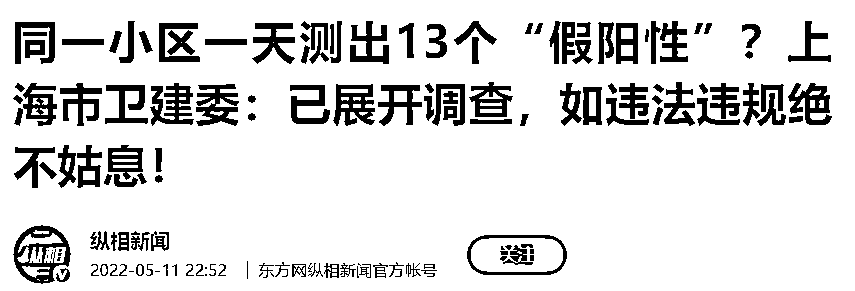 同一小区一天测出13个“假阳性”？上
海市卫建委：已展开调查，如违法违规绝
不姑息！
纵相新闻
纵相
2022-05-11 22:52 ｜东方网纵相新闻官方帐号
关注